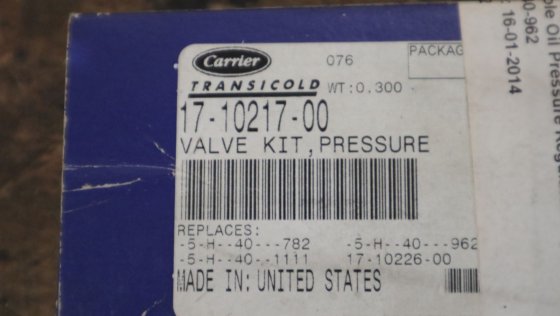 Carrier
076
PACKAG
TRANSICOLD WT:0.300
17-10217-00
VALVE KIT,PRESSURE
REPLACES:
-5-H--40---782 -5-H--40---962
-5-H--40--1111 17-10226-00
MADE IN: UNITED STATES
ple Oil Pressure Reg
0-962
: 16-01-2014